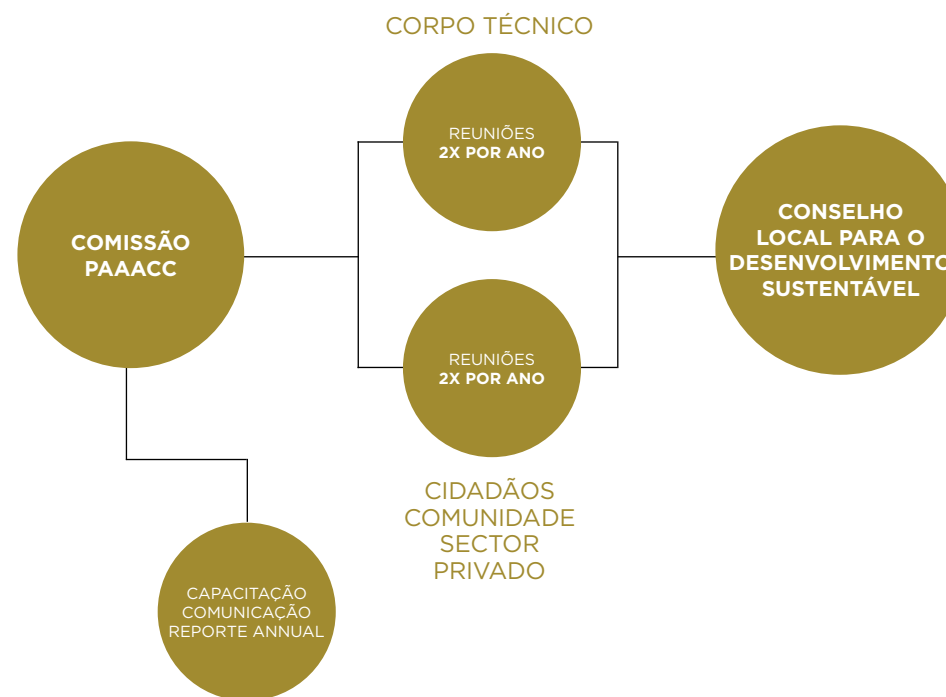 CORPO TÉCNICO
REUNIÕES
2X POR ANO
COMISSÃO
PAAACC
CONSELHO
LOCAL PARA O
DESENVOLVIMENTO
SUSTENTÁVEL
REUNIÕES
2X POR ANO
CIDADÃOS
COMUNIDADE
SECTOR
PRIVADO
CAPACITAÇÃO
COMUNICAÇÃO
REPORTE ANNUAL